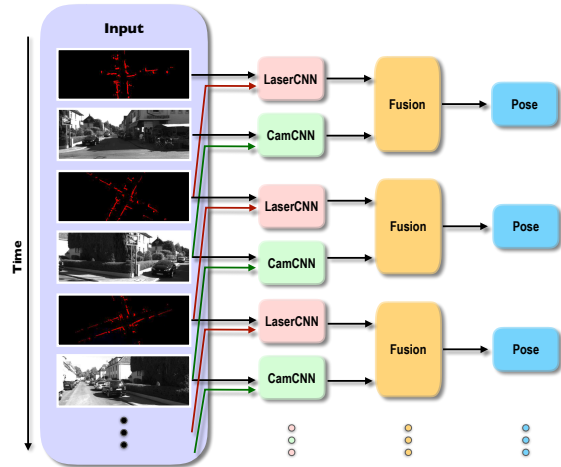 Input
LaserCNN
CamCNN
Fusion
Pose
LaserCNN
CamCNN
Fusion
Pose
LaserCNN
CamCNN
Fusion
Pose
Time